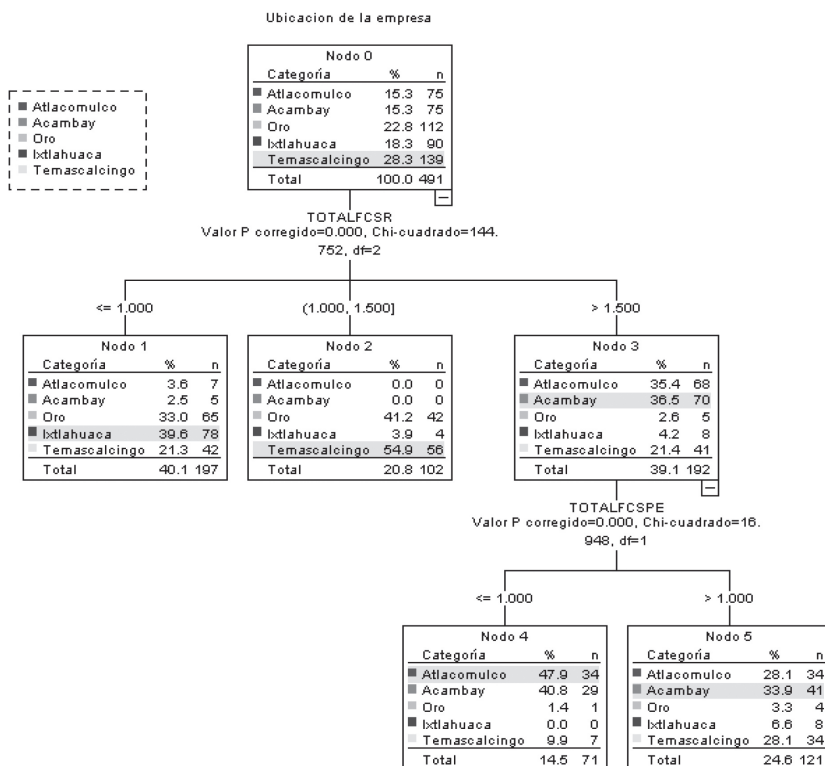 Ubicacion de la empresa
Atlacomulco
Acambay
Oro
Ixtlahuaca
Temascalcingo
Nodo 0
Categoría % n
Atlacomulco 15.3 75
Acambay 15.3 75
Oro 22.8 112
Ixtlahuaca 18.3 90
Temascalcingo 28.3 139
Total 100.0 491
TOTALFCSR
Valor P corregido=0.000, Chi-cuadrado=144.
752, df=2
<= 1.000
(1.000, 1.500]
> 1.500
Nodo 1
Categoría % n
Atlacomulco 3.6 7
Acambay 2.5 5
Oro 33.0 65
Ixtlahuaca 39.6 78
Temascalcingo 21.3 42
Total 40.1 197
Nodo 2
Categoría % n
Atlacomulco 0.0 0
Acambay 0.0 0
Oro 41.2 42
Ixtlahuaca 3.9 4
Temascalcingo 54.9 56
Total 20.8 102
Nodo 3
Categoría % n
Atlacomulco 35.4 68
Acambay 36.5 70
Oro 2.6 5
Ixtlahuaca 4.2 8
Temascalcingo 21.4 41
Total 39.1 192
TOTALFCSPE
Valor P corregido=0.000, Chi-cuadrado=16.
948, df=1
<= 1.000
> 1.000
Nodo 4
Categoría % n
Atlacomulco 47.9 34
Acambay 40.8 29
Oro 1.4 1
Ixtlahuaca 0.0 0
Temascalcingo 9.9 7
Total 14.5 71
Nodo 5
Categoría % n
Atlacomulco 28.1 34
Acambay 33.9 41
Oro 3.3 4
Ixtlahuaca 6.6 8
Temascalcingo 28.1 34
Total 24.6 121